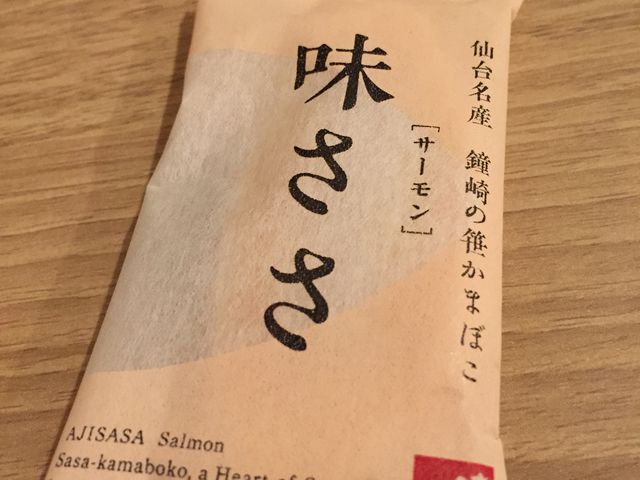 仙台名産 鐘崎の笹かまぼこ
味ささ
[サーモン]
AJISASA Salmon
Sasa-kamaboko, a Heart of